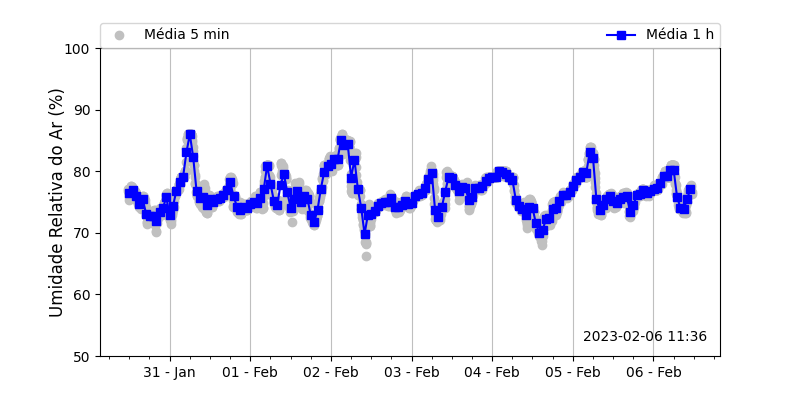 Média 5 min
Média 1 h
Umidade Relativa do Ar (%)
100
90
80
70
60
50
2023-02-06 11:36
31 - Jan
01 - Feb
02 - Feb
03 - Feb
04 - Feb
05 - Feb
06 - Feb